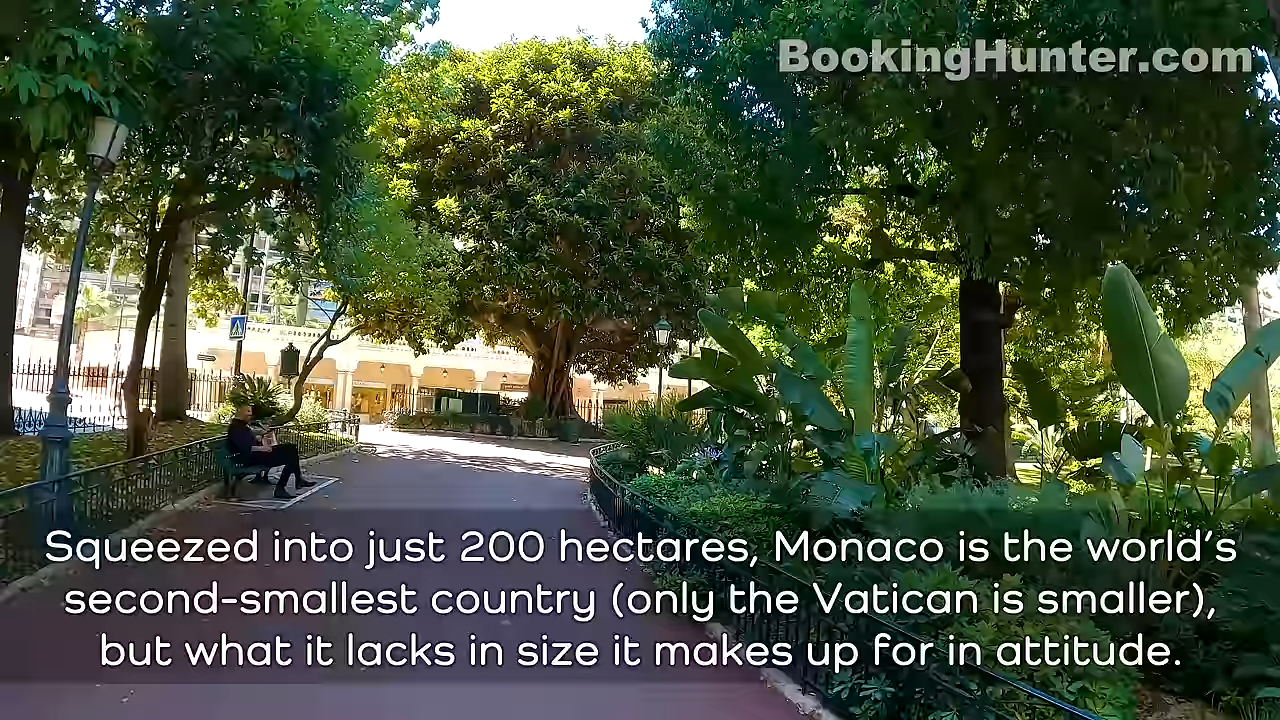 BookingHunter.com
Squeezed into just 200 hectares, Monaco is the world's
second-smallest country (only the Vatican is smaller),
but what it lacks in size it makes up for in attitude.